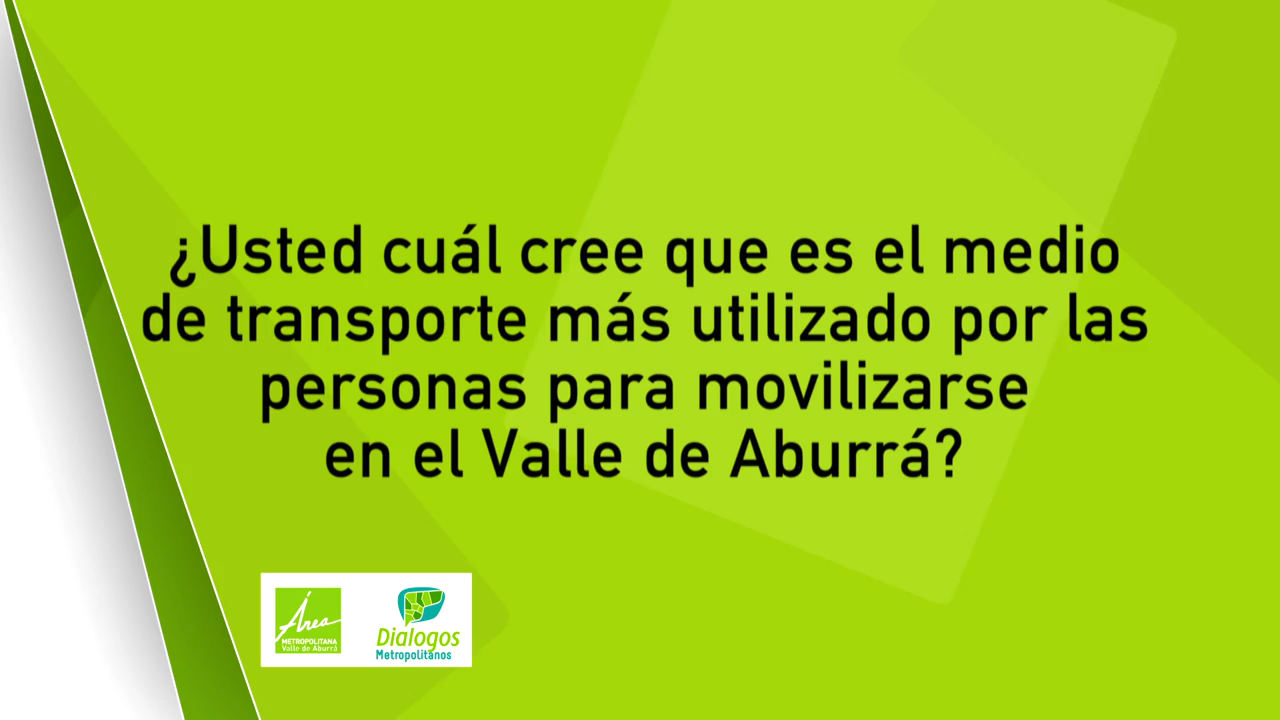 ¿Usted cuál cree que es el medio
de transporte más utilizado por las
personas para movilizarse
en el Valle de Aburrá?
Área
METROPOLITANA
Valle de Aburrá
Dialogos
Metropolitanos